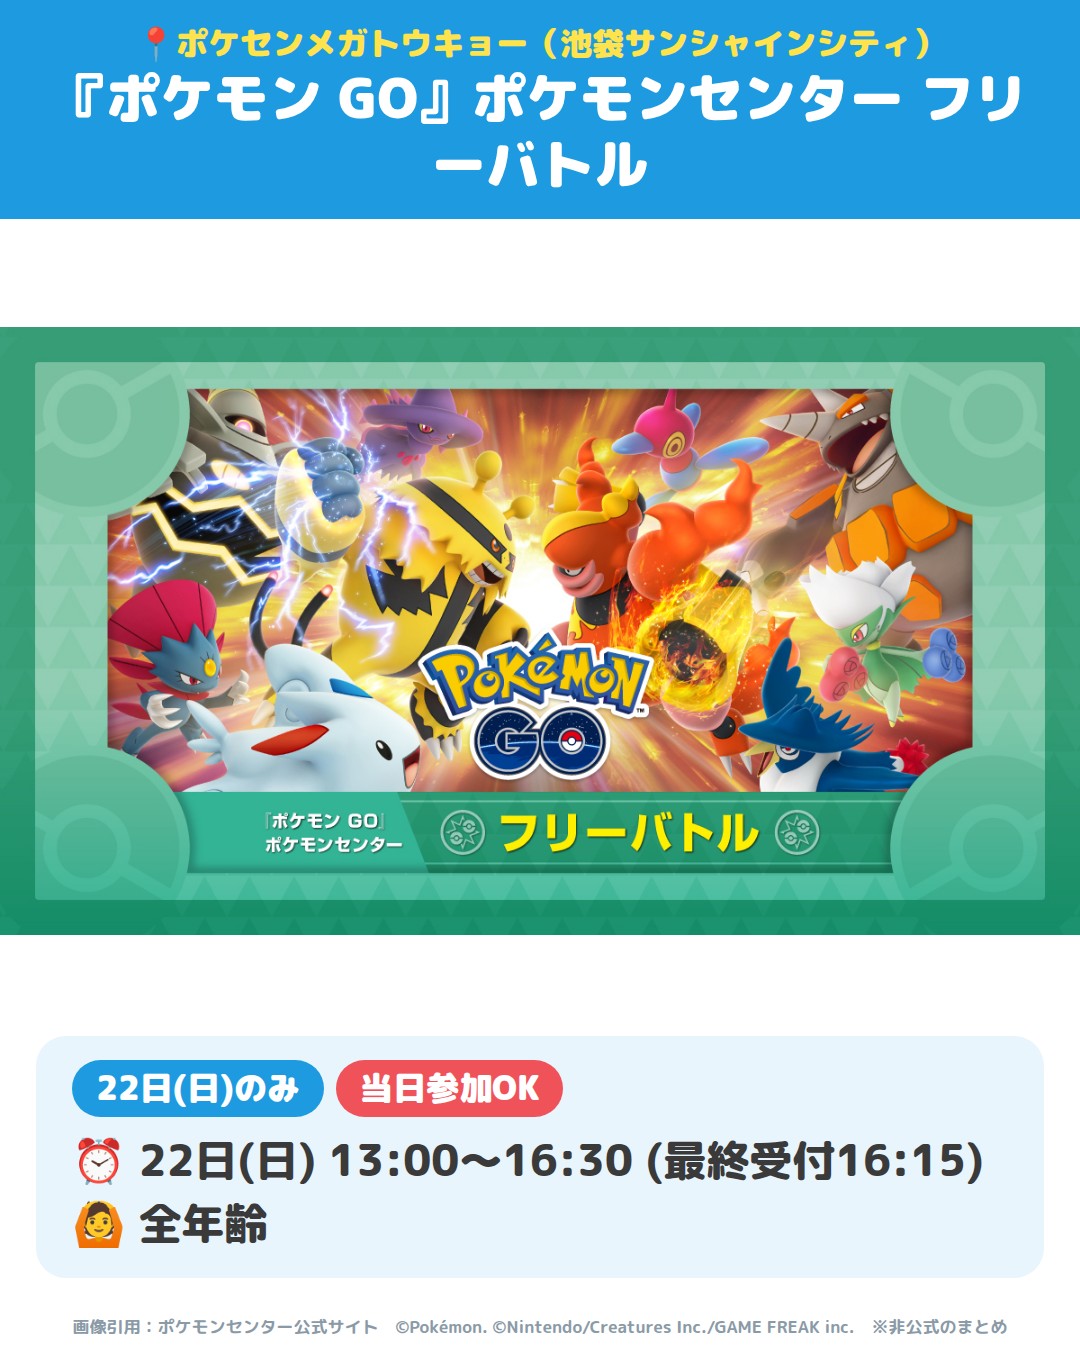 📍ポケセンメガトウキョー（池袋サンシャインシティ）
『ポケモン GO』ポケモンセンター フリ
ーバトル
POKéMON™
GO
『ポケモン GO』
ポケモンセンター
フリーバトル
22日(日)のみ 当日参加OK
⏰ 22日(日) 13:00〜16:30 (最終受付16:15)
🙆 全年齢
画像引用：ポケモンセンター公式サイト　©Pokémon. ©Nintendo/Creatures Inc./GAME FREAK inc.　※非公式のまとめ